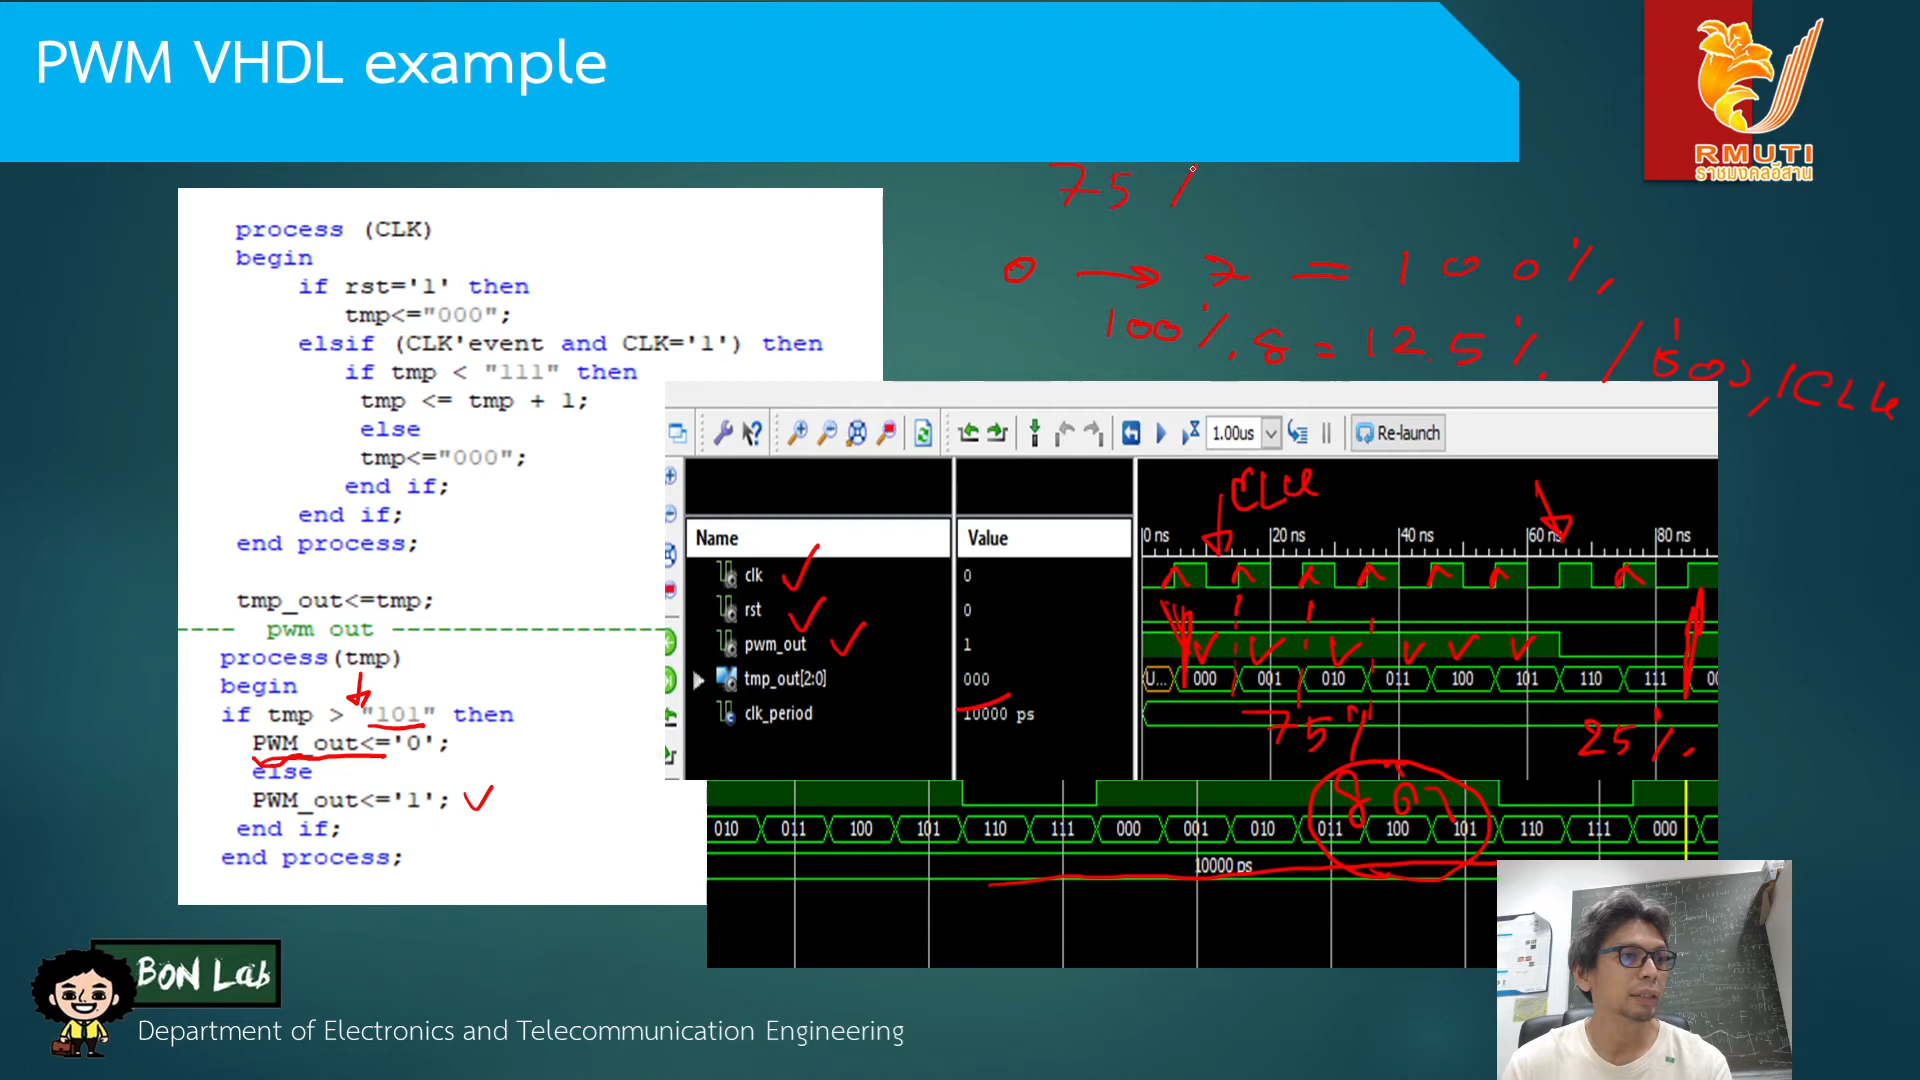 PWM VHDL example
RMUTI
ราชมงคลอีสาน
75 %
0 → 7 = 100%
100%. 8 = 12.5% /
1CLK
process (CLK)
begin
if rst='1' then
tmp<="000";
elsif (CLK'event and CLK='1') then
if tmp < "111" then
tmp <= tmp + 1;
else
tmp<="000";
end if;
end if;
end process;
tmp_out<=tmp;
---- pwm out --------------------
process(tmp)
begin
if tmp > "101" then
PWM_out<='0';
else
PWM_out<='1';
end if;
end process;
1.00us Re-launch
CLK
0 ns 20 ns 40 ns 60 ns 80 ns
Name Value
clk 0
rst 0
pwm_out 1
tmp_out[2:0] 000 U... 000 001 010 011 100 101 110 111 00
clk_period 10000 ps
75% 25%.
010 011 100 101 110 111 000 001 010 011 100 101 110 111 000
10000 ps
BON Lab
Department of Electronics and Telecommunication Engineering